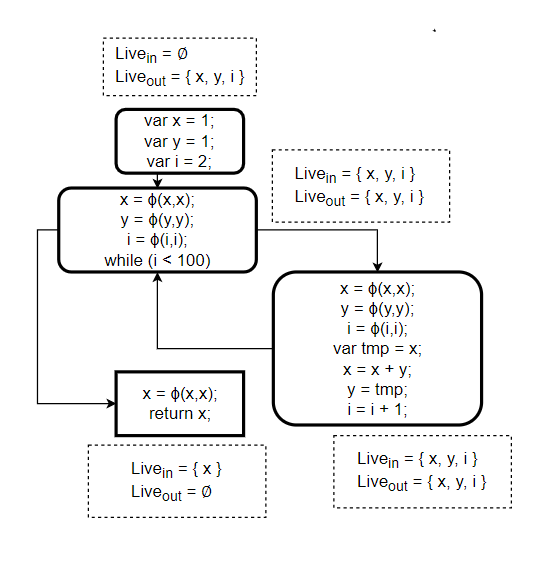 Livein = ∅
Liveout = { x, y, i }
var x = 1;
var y = 1;
var i = 2;
Livein = { x, y, i }
Liveout = { x, y, i }
x = ϕ(x,x);
y = ϕ(y,y);
i = ϕ(i,i);
while (i < 100)
x = ϕ(x,x);
y = ϕ(y,y);
i = ϕ(i,i);
var tmp = x;
x = x + y;
y = tmp;
i = i + 1;
x = ϕ(x,x);
return x;
Livein = { x }
Liveout = ∅
Livein = { x, y, i }
Liveout = { x, y, i }